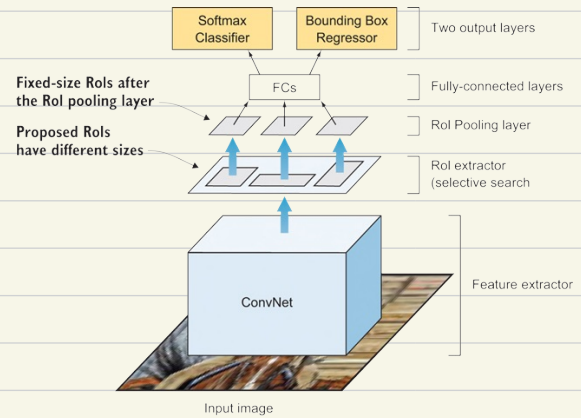 Softmax
Classifier
Bounding Box
Regressor
Two output layers
Fixed-size RoIs after
the RoI pooling layer
FCs
Fully-connected layers
RoI Pooling layer
Proposed RoIs
have different sizes
RoI extractor
(selective search
ConvNet
Feature extractor
Input image